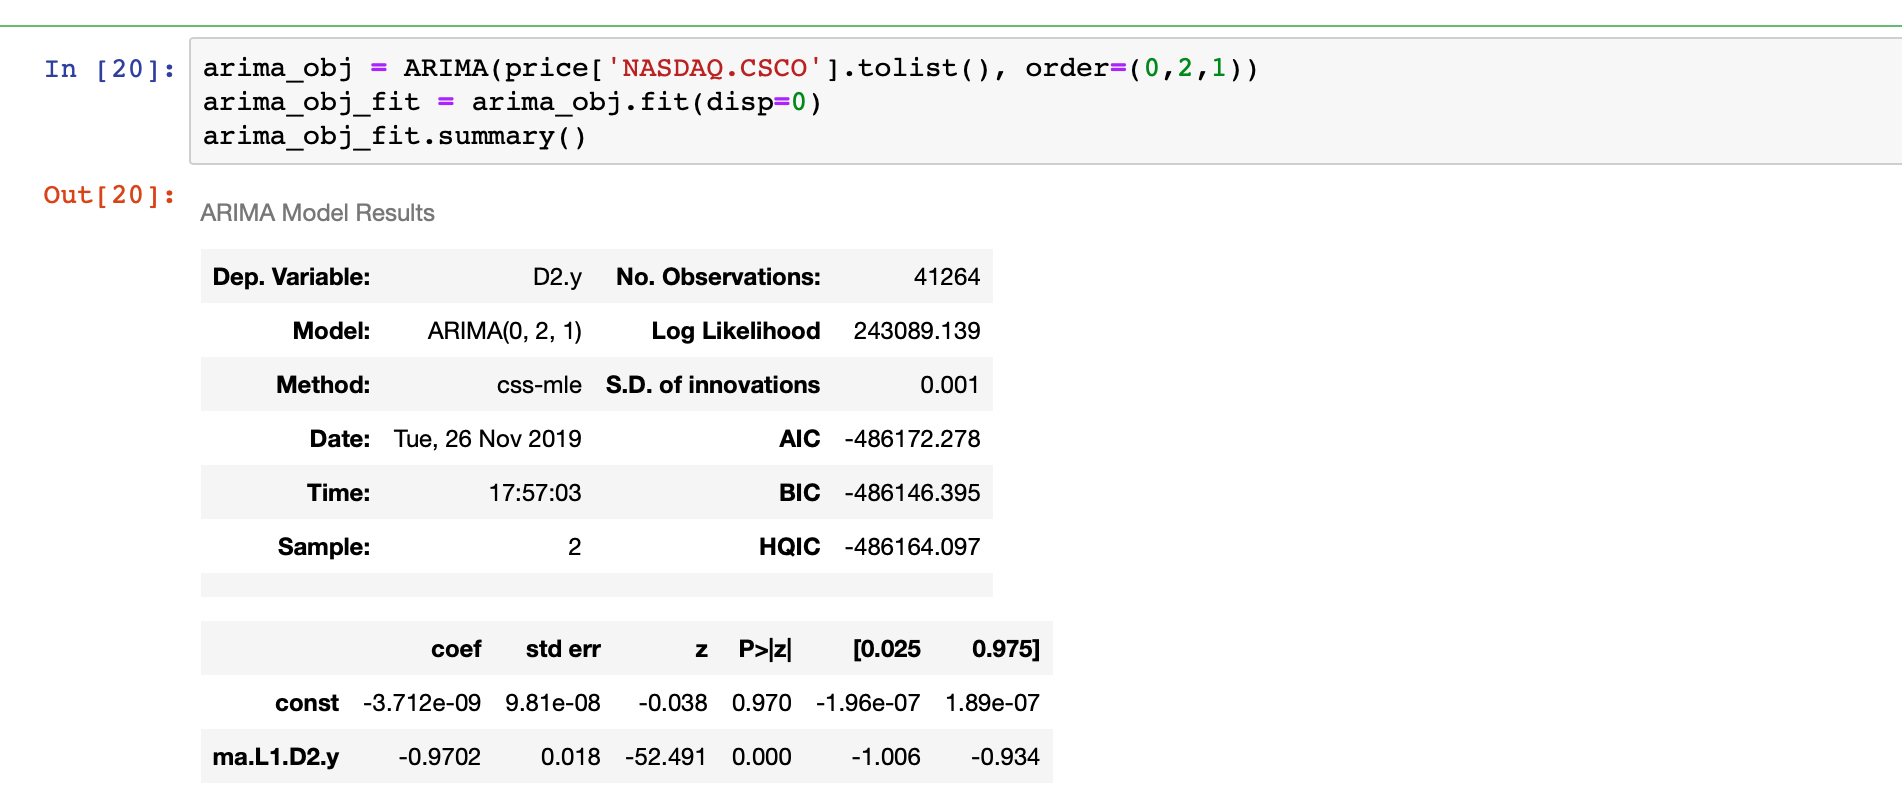 In [20]: arima_obj = ARIMA(price['NASDAQ.CSCO'].tolist(), order=(0,2,1))
arima_obj_fit = arima_obj.fit(disp=0)
arima_obj_fit.summary()
Out[20]:
ARIMA Model Results
Dep. Variable: D2.y No. Observations: 41264
Model: ARIMA(0, 2, 1) Log Likelihood 243089.139
Method: css-mle S.D. of innovations 0.001
Date: Tue, 26 Nov 2019 AIC -486172.278
Time: 17:57:03 BIC -486146.395
Sample: 2 HQIC -486164.097
coef std err z P>|z| [0.025 0.975]
const -3.712e-09 9.81e-08 -0.038 0.970 -1.96e-07 1.89e-07
ma.L1.D2.y -0.9702 0.018 -52.491 0.000 -1.006 -0.934